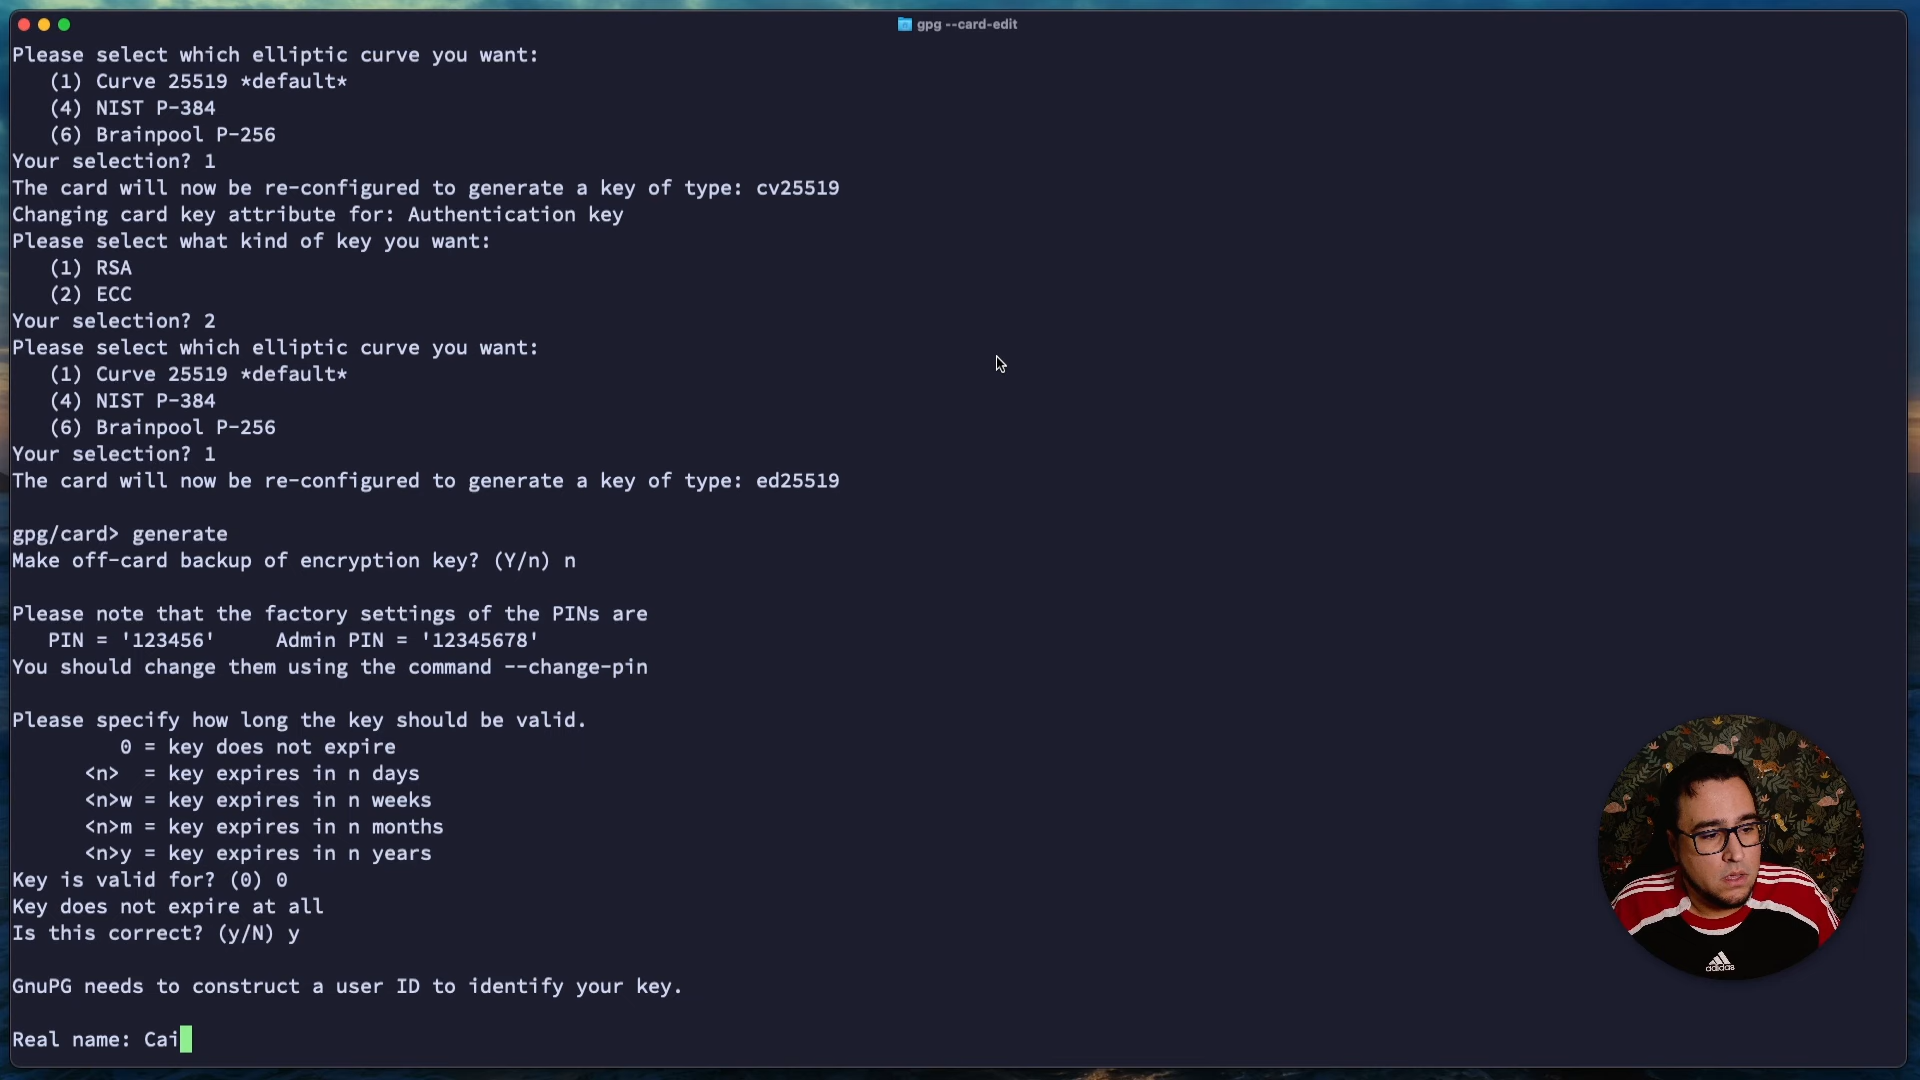 gpg --card-edit
Please select which elliptic curve you want:
(1) Curve 25519 *default*
(4) NIST P-384
(6) Brainpool P-256
Your selection? 1
The card will now be re-configured to generate a key of type: cv25519
Changing card key attribute for: Authentication key
Please select what kind of key you want:
(1) RSA
(2) ECC
Your selection? 2
Please select which elliptic curve you want:
(1) Curve 25519 *default*
(4) NIST P-384
(6) Brainpool P-256
Your selection? 1
The card will now be re-configured to generate a key of type: ed25519
gpg/card> generate
Make off-card backup of encryption key? (Y/n) n
Please note that the factory settings of the PINs are
PIN = '123456'     Admin PIN = '12345678'
You should change them using the command --change-pin
Please specify how long the key should be valid.
0 = key does not expire
<n>  = key expires in n days
<n>w = key expires in n weeks
<n>m = key expires in n months
<n>y = key expires in n years
Key is valid for? (0) 0
Key does not expire at all
Is this correct? (y/N) y
GnuPG needs to construct a user ID to identify your key.
Real name: Cai
adidas